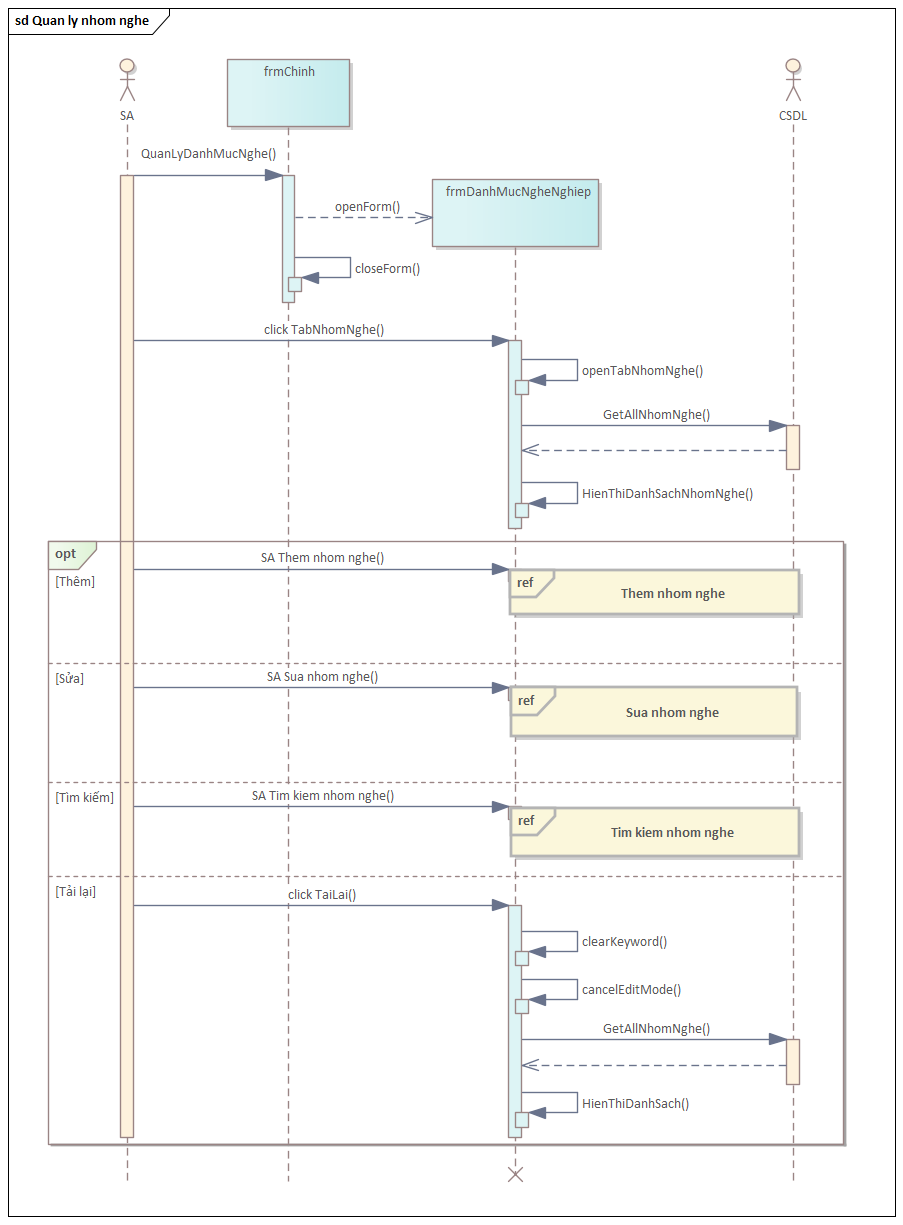 sd Quan ly nhom nghe
SA
frmChinh
CSDL
QuanLyDanhMucNghe()
frmDanhMucNgheNghiep
openForm()
closeForm()
click TabNhomNghe()
openTabNhomNghe()
GetAllNhomNghe()
HienThiDanhSachNhomNghe()
opt
SA Them nhom nghe()
[Thêm]
ref
Them nhom nghe
[Sửa]
SA Sua nhom nghe()
ref
Sua nhom nghe
[Tìm kiếm]
SA Tim kiem nhom nghe()
ref
Tim kiem nhom nghe
[Tải lại]
click TaiLai()
clearKeyword()
cancelEditMode()
GetAllNhomNghe()
HienThiDanhSach()